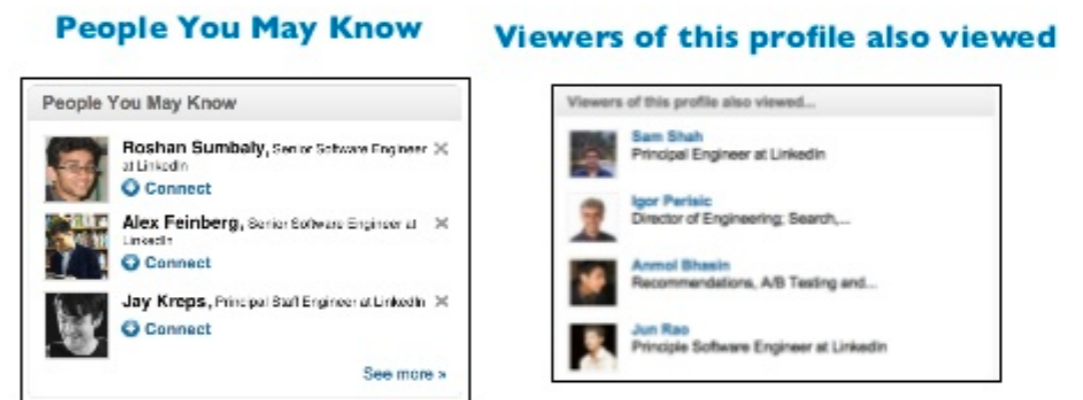 People You May Know
People You May Know
Roshan Sumbaly, Senior Software Engineer
at LinkedIn
Connect
Alex Feinberg, Senior Software Engineer at
LinkedIn
Connect
Jay Kreps, Principal Staff Engineer at LinkedIn
Connect
See more »
Viewers of this profile also viewed
Viewers of this profile also viewed...
Sam Shah
Principal Engineer at LinkedIn
Igor Perisic
Director of Engineering; Search,...
Anmol Bhasin
Recommendations, A/B Testing and...
Jun Rao
Principle Software Engineer at LinkedIn